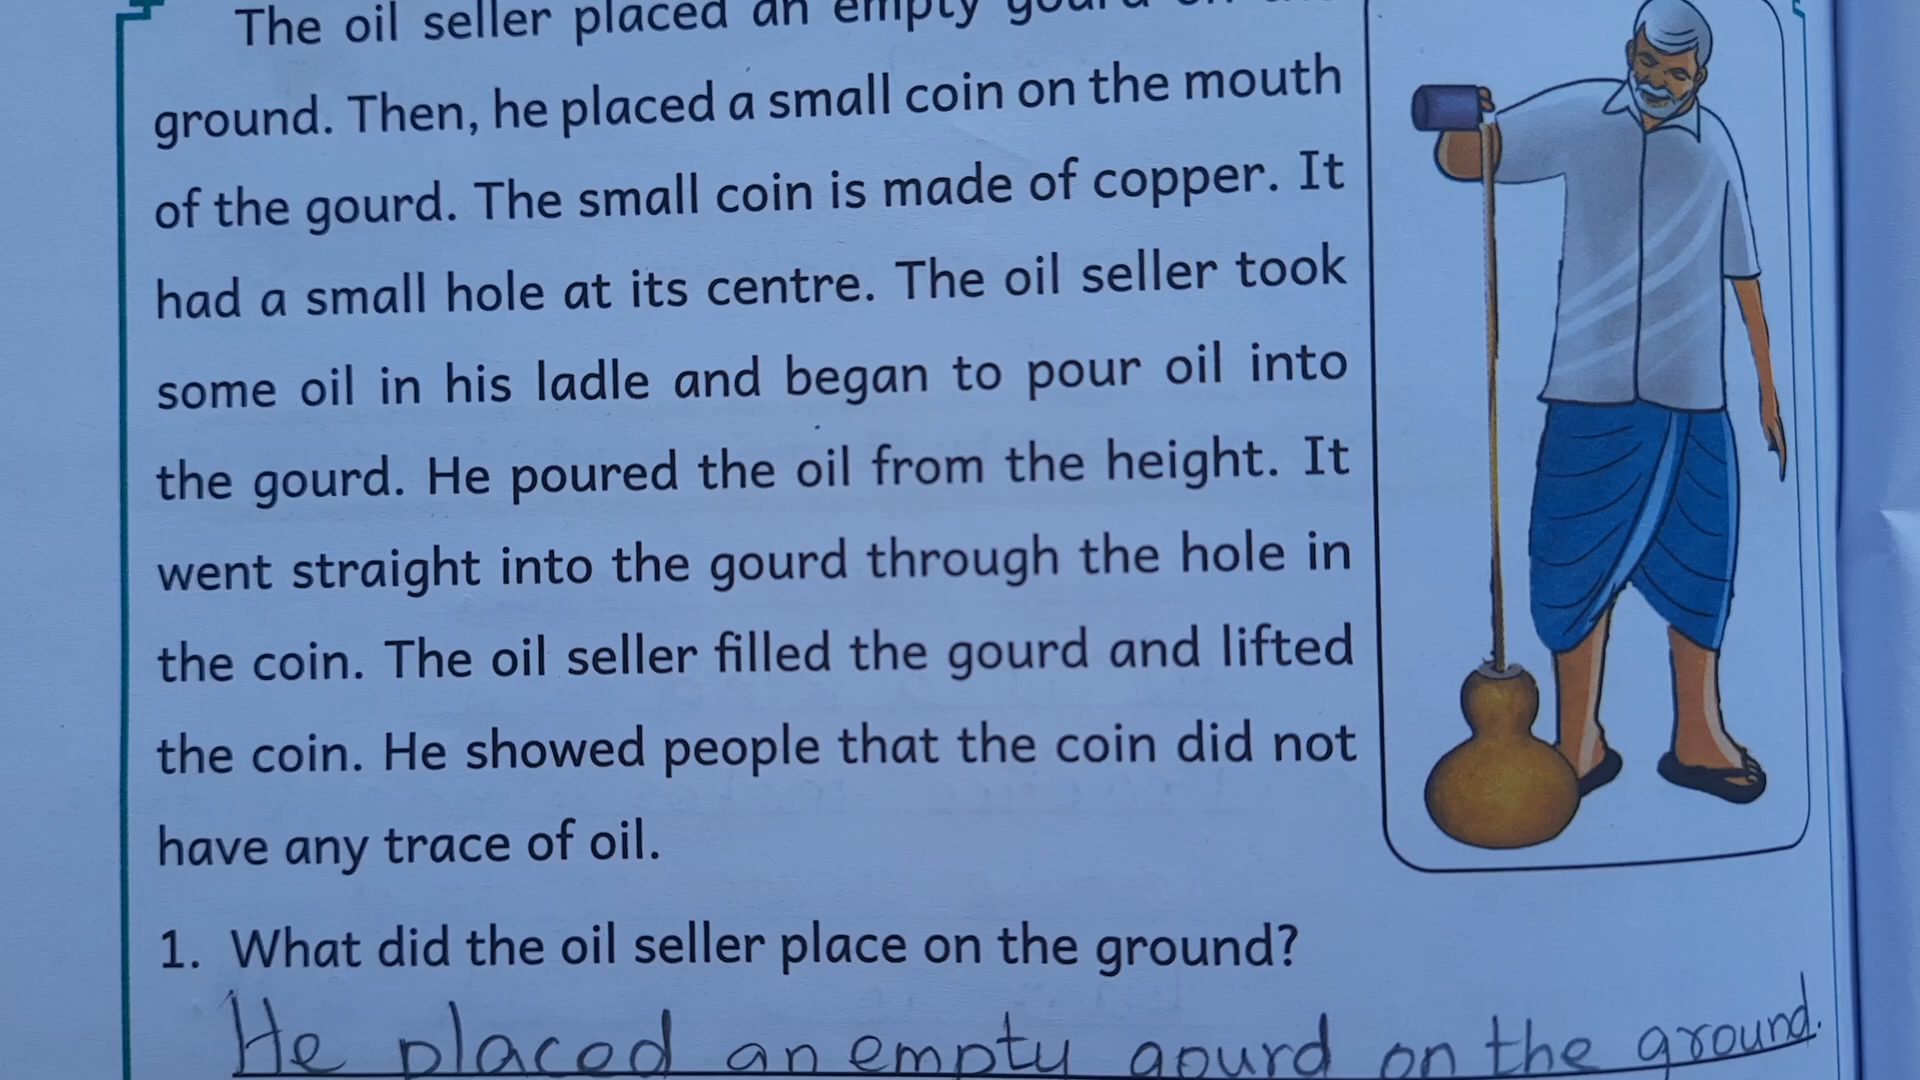 The oil seller placed an empty gourd on the
ground. Then, he placed a small coin on the mouth
of the gourd. The small coin is made of copper. It
had a small hole at its centre. The oil seller took
some oil in his ladle and began to pour oil into
the gourd. He poured the oil from the height. It
went straight into the gourd through the hole in
the coin. The oil seller filled the gourd and lifted
the coin. He showed people that the coin did not
have any trace of oil.
1. What did the oil seller place on the ground?
He placed an empty gourd on the ground.